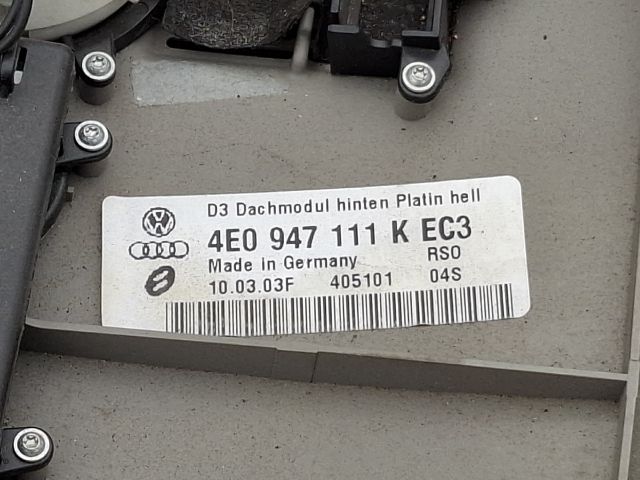 D3 Dachmodul hinten Platin hell
4E0 947 111 K EC3
Made in Germany RSO
10.03.03F 405101 04S